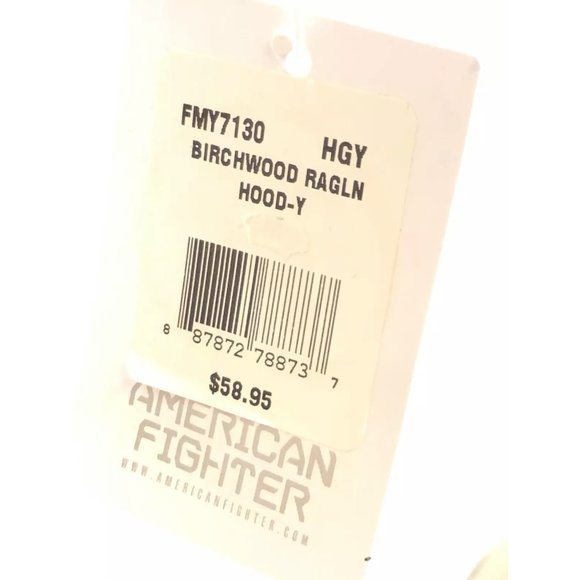 FMY7130 HGY
BIRCHWOOD RAGLN
HOOD-Y
8 87872 78873 7
$58.95
AMERICAN
FIGHTER
WWW.AMERICANFIGHTER.COM